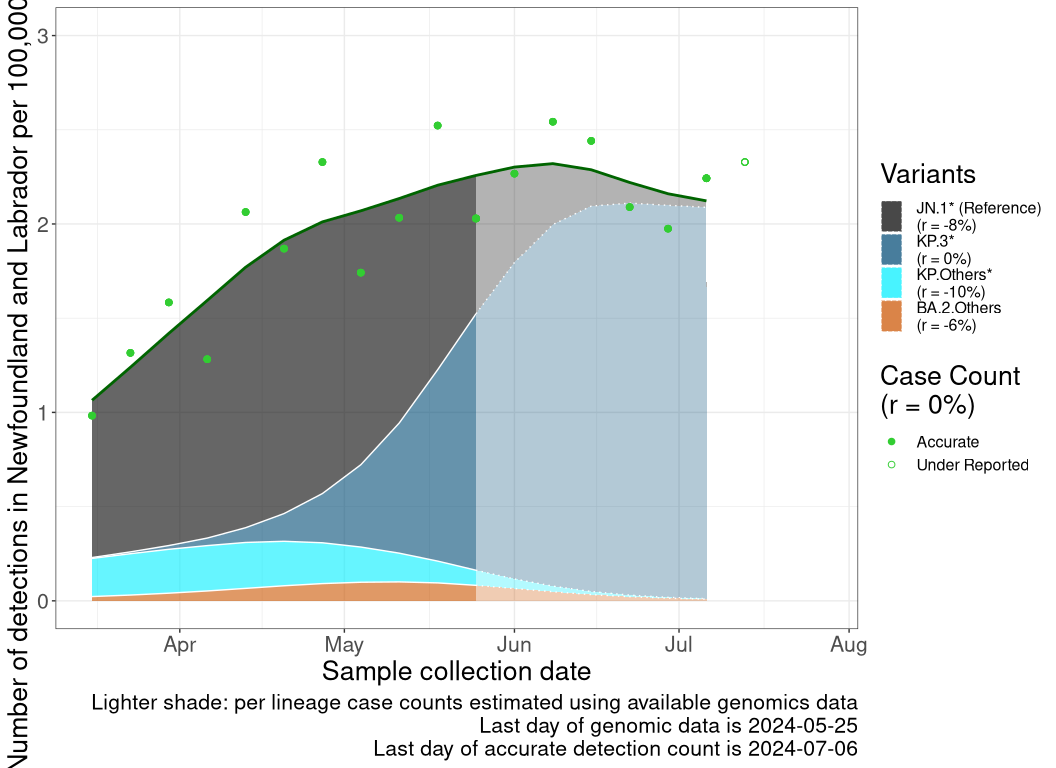 Number of detections in Newfoundland and Labrador per 100,000
3
2
1
0
Apr
May
Jun
Jul
Aug
Sample collection date
Lighter shade: per lineage case counts estimated using available genomics data
Last day of genomic data is 2024-05-25
Last day of accurate detection count is 2024-07-06
Variants
JN.1* (Reference)
(r = -8%)
KP.3*
(r = 0%)
KP.Others*
(r = -10%)
BA.2.Others
(r = -6%)
Case Count
(r = 0%)
Accurate
Under Reported